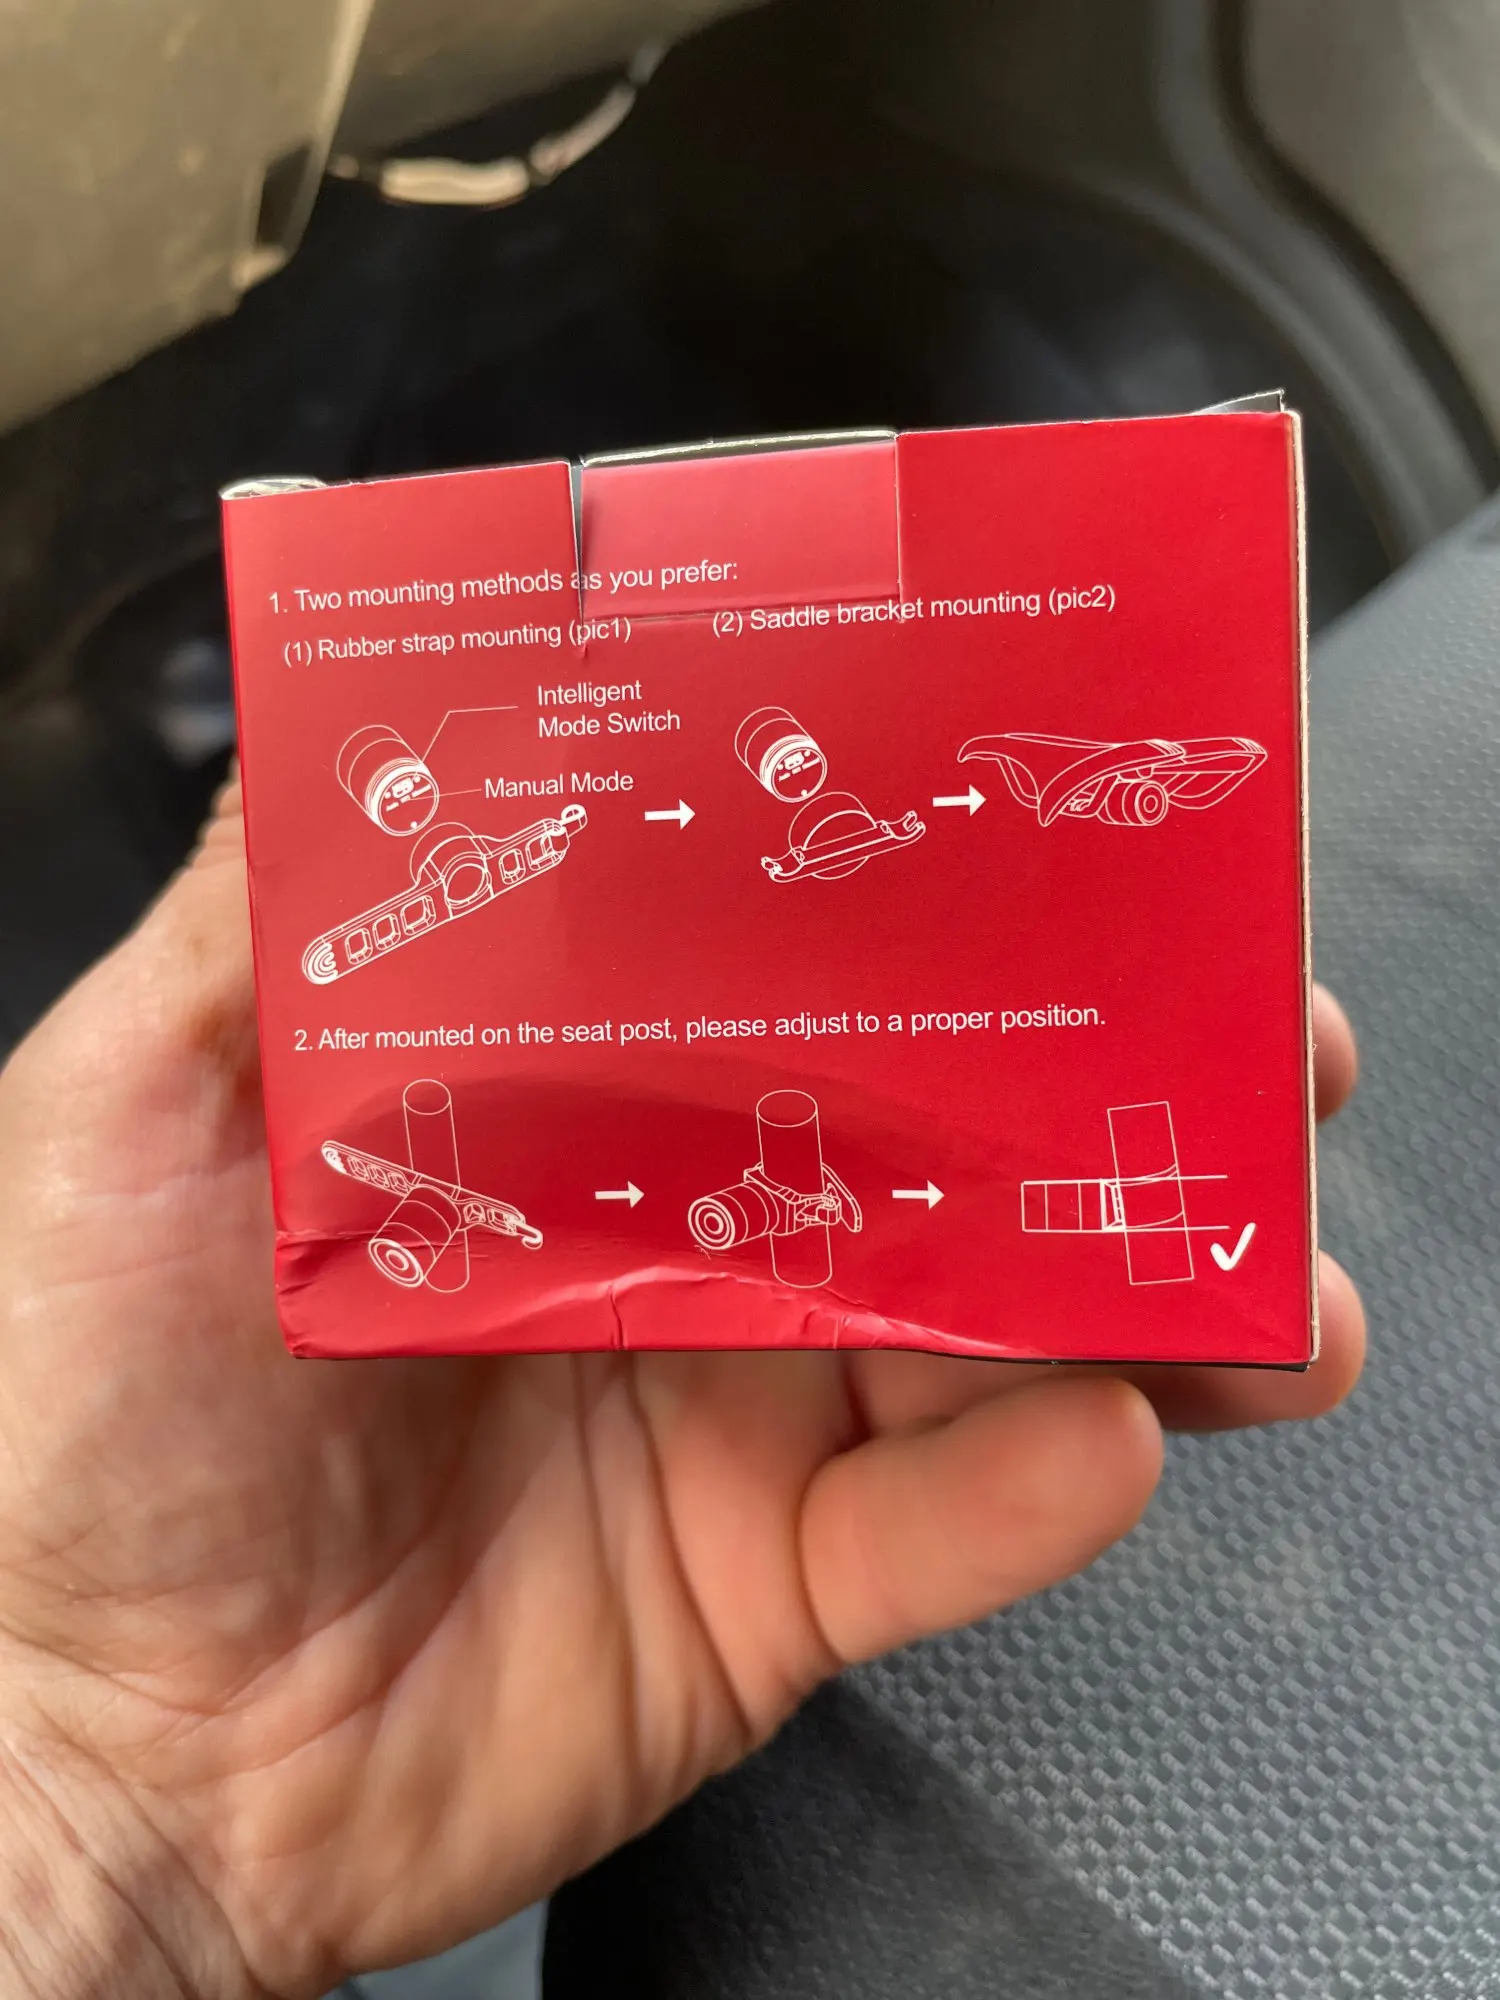 1. Two mounting methods as you prefer:
(1) Rubber strap mounting (pic1)
(2) Saddle bracket mounting (pic2)
Intelligent
Mode Switch
Manual Mode
2. After mounted on the seat post, please adjust to a proper position.